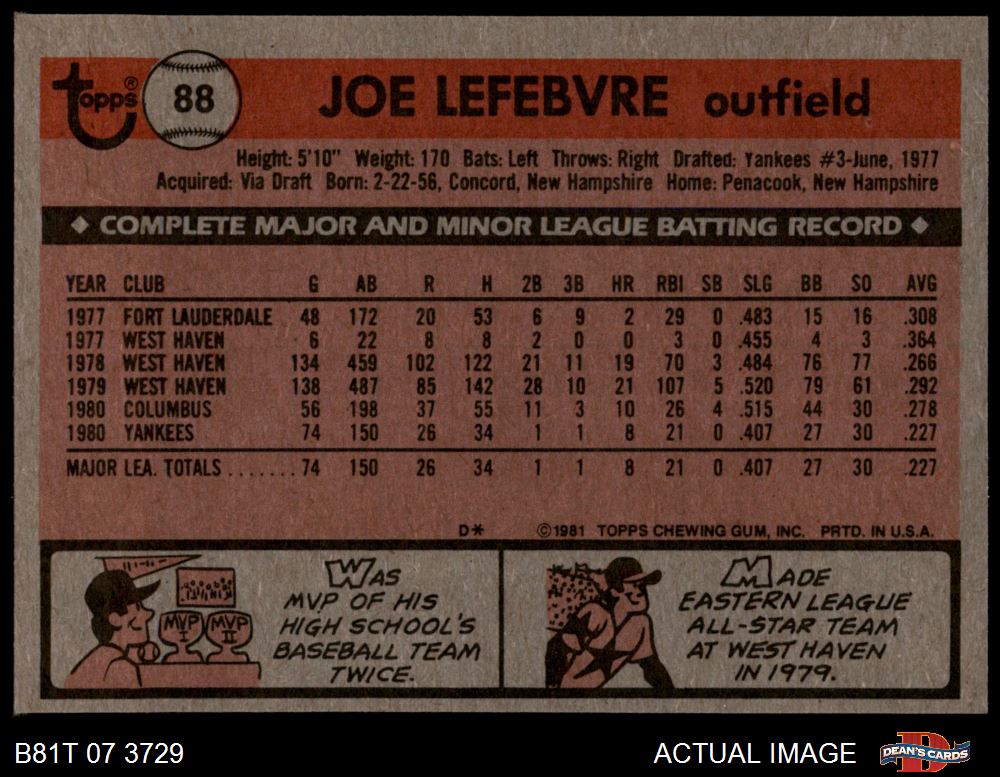 Topps®
88
JOE LEFEBVRE outfield
Height: 5'10" Weight: 170 Bats: Left Throws: Right Drafted: Yankees #3-June, 1977
Acquired: Via Draft Born: 2-22-56, Concord, New Hampshire Home: Penacook, New Hampshire
◆ COMPLETE MAJOR AND MINOR LEAGUE BATTING RECORD ◆
YEAR CLUB G AB R H 2B 3B HR RBI SB SLG BB SO AVG
1977 FORT LAUDERDALE 48 172 20 53 6 9 2 29 0 .483 15 16 .308
1977 WEST HAVEN 6 22 8 8 2 0 0 3 0 .455 4 3 .364
1978 WEST HAVEN 134 459 102 122 21 11 19 70 3 .484 76 77 .266
1979 WEST HAVEN 138 487 85 142 28 10 21 107 5 .520 79 61 .292
1980 COLUMBUS 56 198 37 55 11 3 10 26 4 .515 44 30 .278
1980 YANKEES 74 150 26 34 1 1 8 21 0 .407 27 30 .227
MAJOR LEA. TOTALS ....... 74 150 26 34 1 1 8 21 0 .407 27 30 .227
D* ©1981 TOPPS CHEWING GUM, INC. PRTD. IN U.S.A.
MVP I
MVP II
WAS
MVP OF HIS
HIGH SCHOOL'S
BASEBALL TEAM
TWICE.
MADE
EASTERN LEAGUE
ALL-STAR TEAM
AT WEST HAVEN
IN 1979.
B81T 07 3729
ACTUAL IMAGE
DEAN'S CARDS